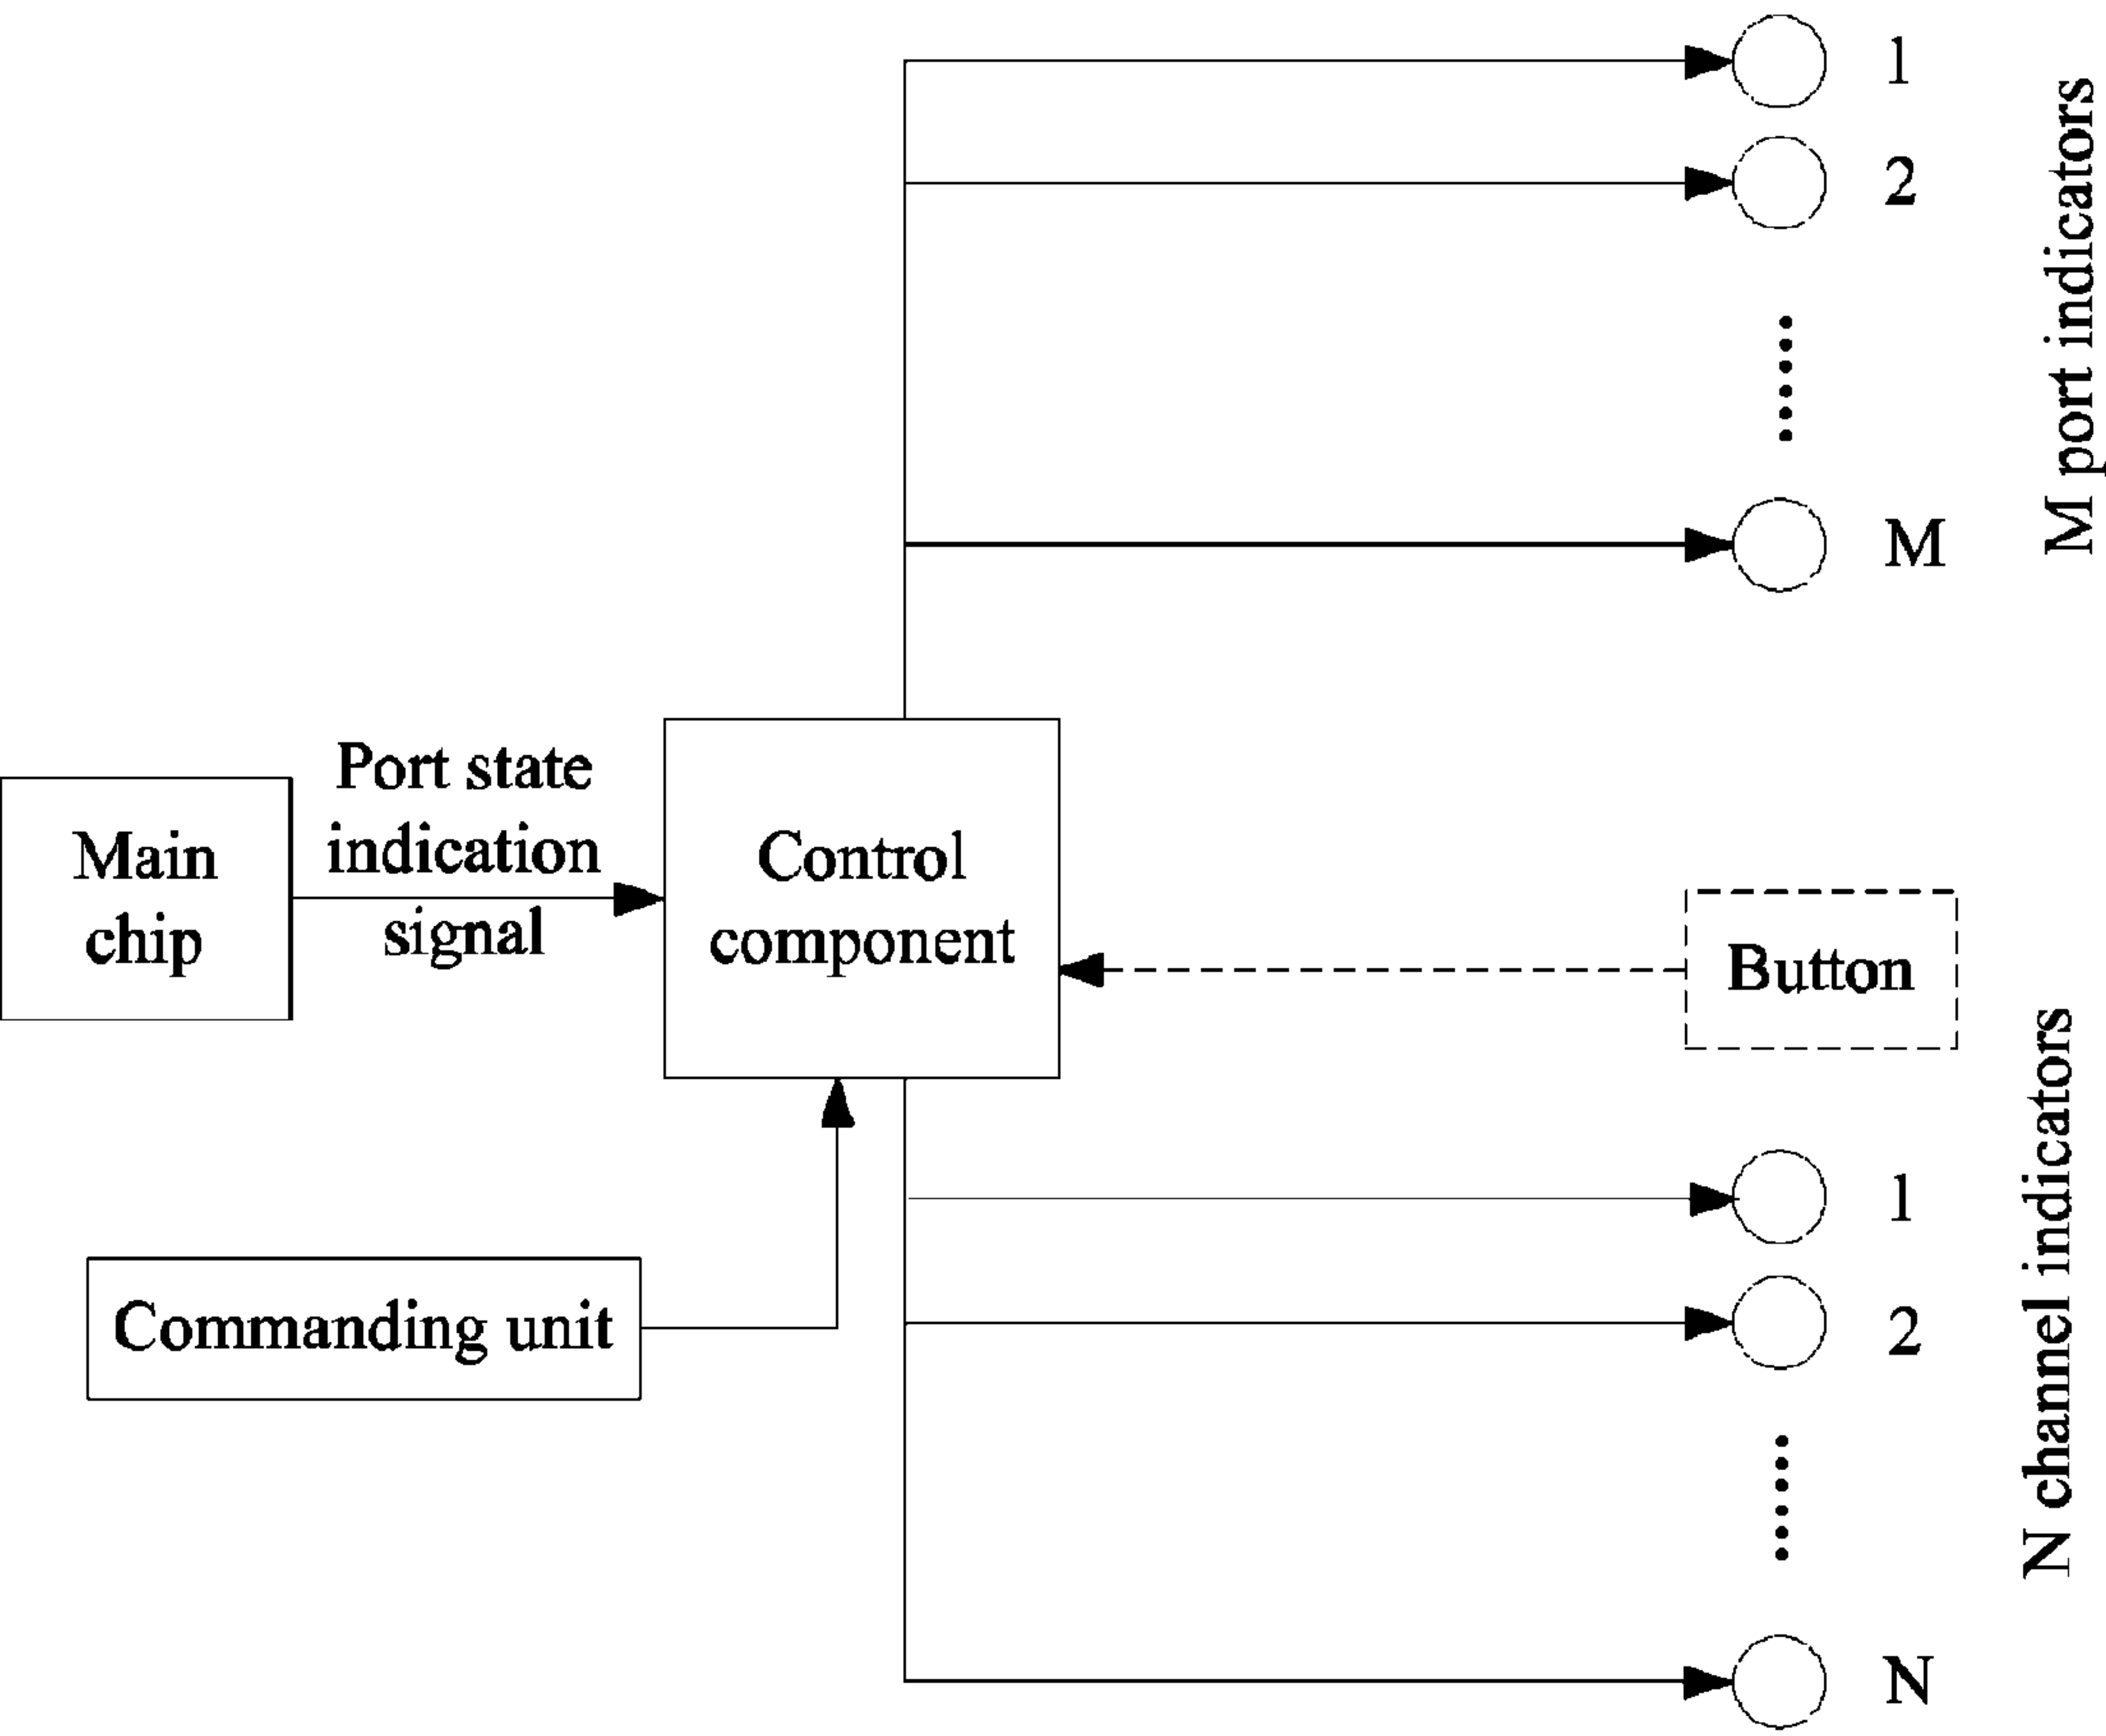 1
2
M
M port indicators
Port state
indication
signal
Main
chip
Control
component
Button
Commanding unit
1
2
N
N channel indicators